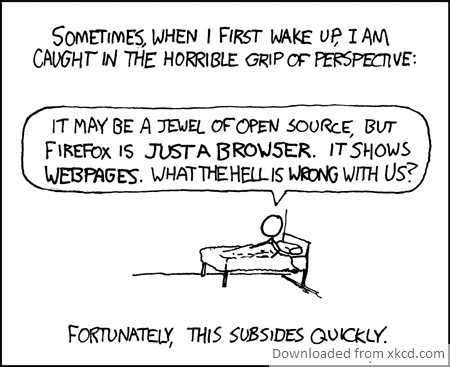 SOMETIMES, WHEN I FIRST WAKE UP, I AM
CAUGHT IN THE HORRIBLE GRIP OF PERSPECTIVE:
IT MAY BE A JEWEL OF OPEN SOURCE, BUT
FIREFOX IS JUST A BROWSER. IT SHOWS
WEBPAGES. WHAT THE HELL IS WRONG WITH US?
FORTUNATELY, THIS SUBSIDES QUICKLY.
Downloaded from xkcd.com